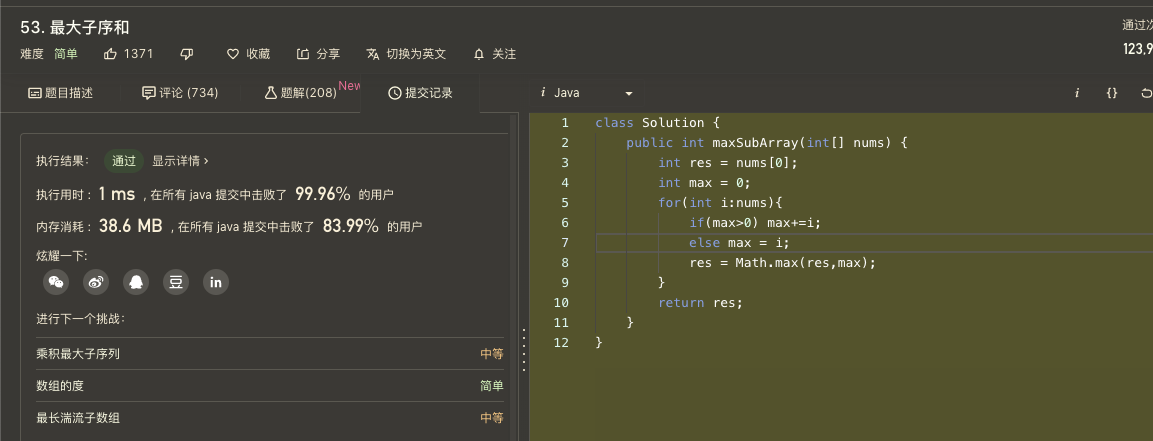 53. 最大子序和
通过次
难度 简单 1371 收藏 分享 切换为英文 关注
123,9
题目描述 评论 (734) 题解(208) New 提交记录
i Java i {}
执行结果： 通过 显示详情 ›
执行用时 : 1 ms , 在所有 java 提交中击败了 99.96% 的用户
内存消耗 : 38.6 MB , 在所有 java 提交中击败了 83.99% 的用户
炫耀一下:
豆 in
进行下一个挑战：
乘积最大子序列 中等
数组的度 简单
最长湍流子数组 中等
1 class Solution {
2 public int maxSubArray(int[] nums) {
3 int res = nums[0];
4 int max = 0;
5 for(int i:nums){
6 if(max>0) max+=i;
7 else max = i;
8 res = Math.max(res,max);
9 }
10 return res;
11 }
12 }